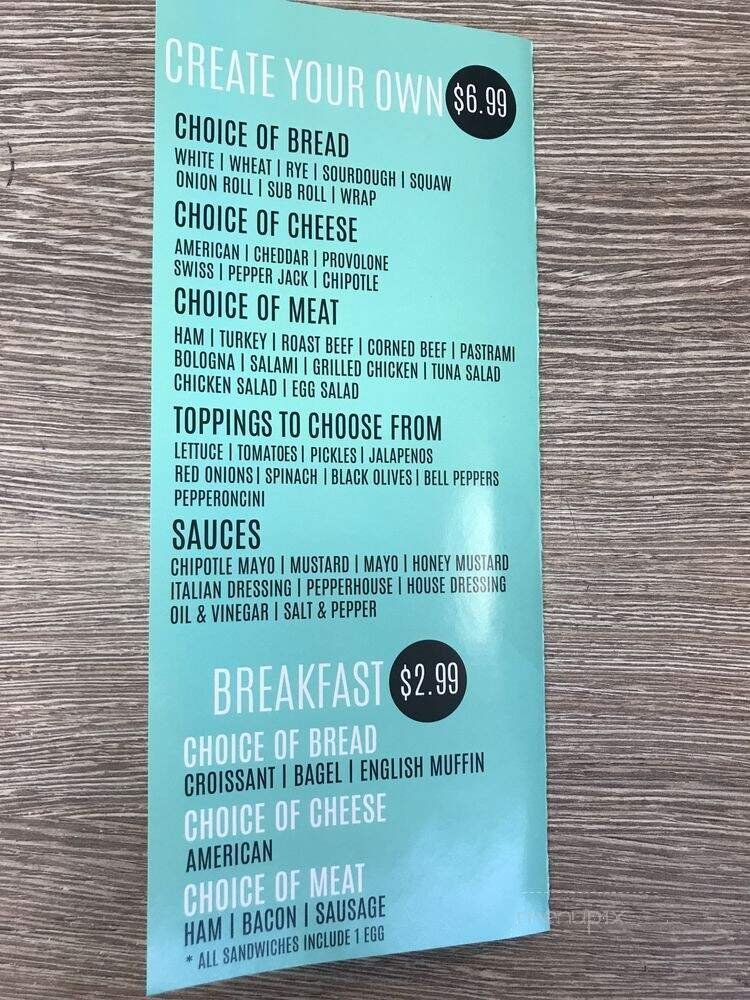 CREATE YOUR OWN $6.99
CHOICE OF BREAD
WHITE | WHEAT | RYE | SOURDOUGH | SQUAW
ONION ROLL | SUB ROLL | WRAP
CHOICE OF CHEESE
AMERICAN | CHEDDAR | PROVOLONE
SWISS | PEPPER JACK | CHIPOTLE
CHOICE OF MEAT
HAM | TURKEY | ROAST BEEF | CORNED BEEF | PASTRAMI
BOLOGNA | SALAMI | GRILLED CHICKEN | TUNA SALAD
CHICKEN SALAD | EGG SALAD
TOPPINGS TO CHOOSE FROM
LETTUCE | TOMATOES | PICKLES | JALAPENOS
RED ONIONS | SPINACH | BLACK OLIVES | BELL PEPPERS
PEPPERONCINI
SAUCES
CHIPOTLE MAYO | MUSTARD | MAYO | HONEY MUSTARD
ITALIAN DRESSING | PEPPERHOUSE | HOUSE DRESSING
OIL & VINEGAR | SALT & PEPPER
BREAKFAST $2.99
CHOICE OF BREAD
CROISSANT | BAGEL | ENGLISH MUFFIN
CHOICE OF CHEESE
AMERICAN
CHOICE OF MEAT
HAM | BACON | SAUSAGE
* ALL SANDWICHES INCLUDE 1 EGG